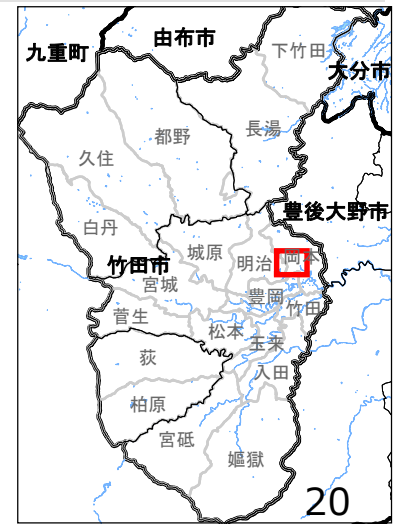 九重町
由布市
下竹田
大分市
都野
長湯
久住
豊後大野市
白丹
竹田市
城原
明治
岡本
宮城
豊岡
竹田
菅生
松本
玉来
荻
入田
柏原
宮砥
嫗獄
20